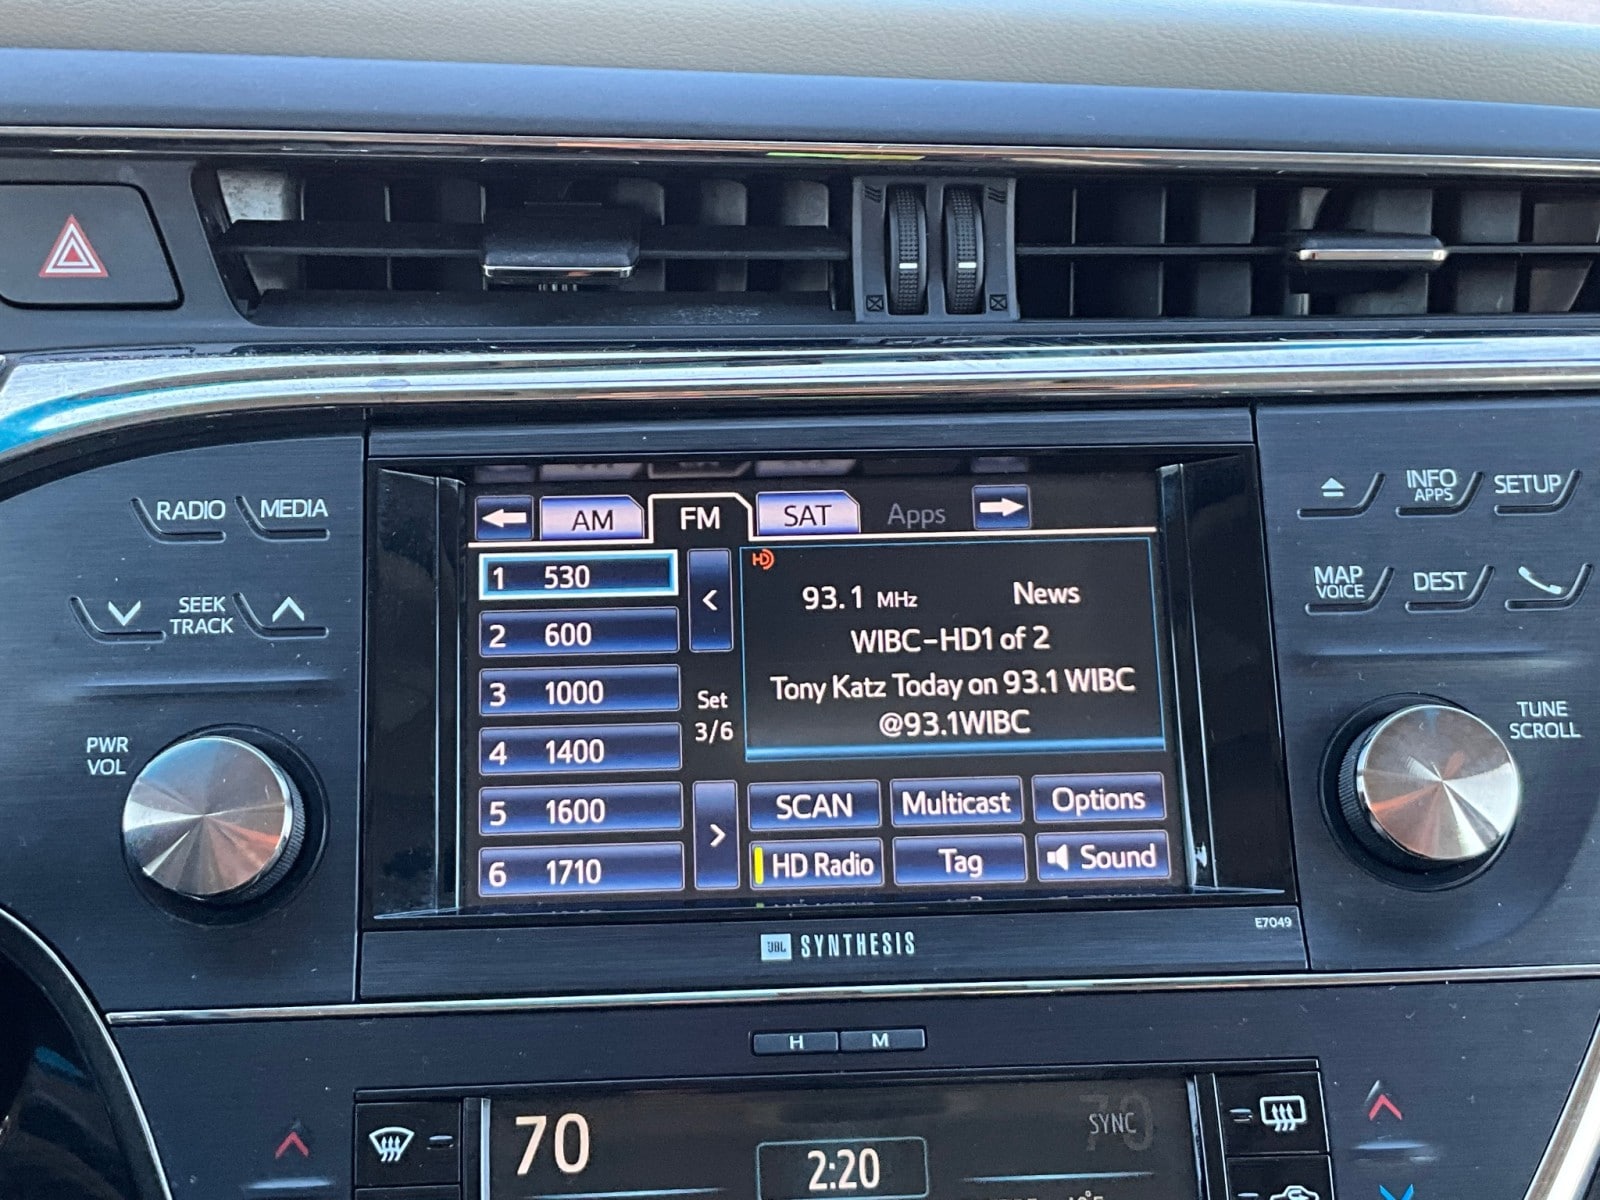 RADIO
MEDIA
SEEK
TRACK
PWR
VOL
AM
FM
SAT
Apps
1 530
2 600
3 1000
4 1400
5 1600
6 1710
Set
3/6
HD
93.1 MHz
News
WIBC-HD1 of 2
Tony Katz Today on 93.1 WIBC
@93.1WIBC
SCAN
Multicast
Options
HD Radio
Tag
Sound
INFO
APPS
SETUP
MAP
VOICE
DEST
TUNE
SCROLL
E7049
JBL SYNTHESIS
H
M
70
2:20
SYNC
70